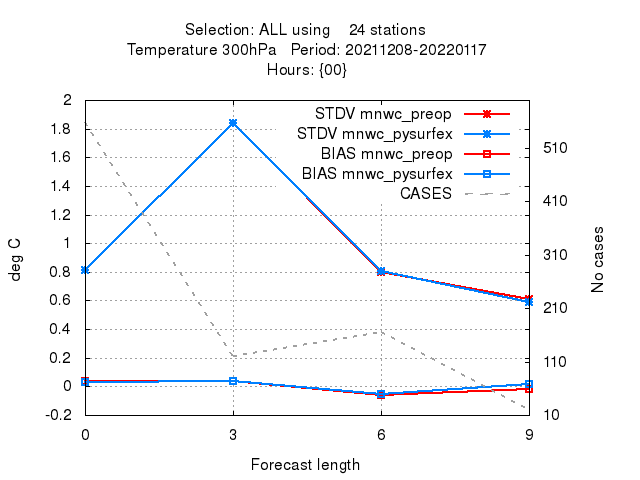 Selection: ALL using 24 stations
Temperature 300hPa Period: 20211208-20220117
Hours: {00}
STDV mnwc_preop
STDV mnwc_pysurfex
BIAS mnwc_preop
BIAS mnwc_pysurfex
CASES
2
1.8
1.6
1.4
1.2
1
0.8
0.6
0.4
0.2
0
-0.2
deg C
510
410
310
210
110
10
No cases
0 3 6 9
Forecast length